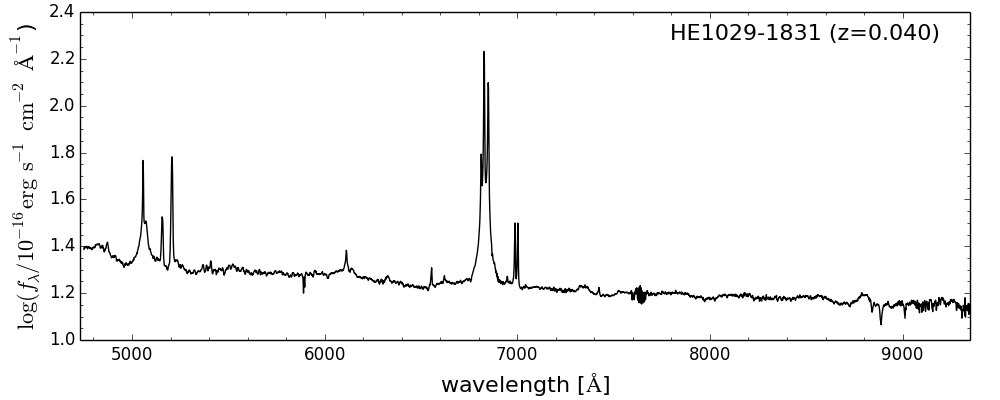 HE1029-1831 (z=0.040)
log(f_λ/10⁻¹⁶ erg s⁻¹ cm⁻² Å⁻¹)
2.4
2.2
2.0
1.8
1.6
1.4
1.2
1.0
5000 6000 7000 8000 9000
wavelength [Å]